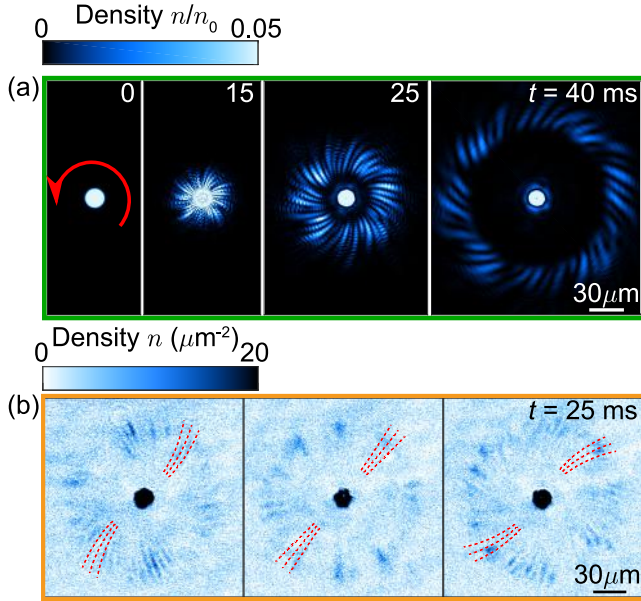 Density n/n₀
0 0.05
(a) 0 15 25 t = 40 ms
30μm
Density n (μm⁻²)
0 20
(b) t = 25 ms
30μm